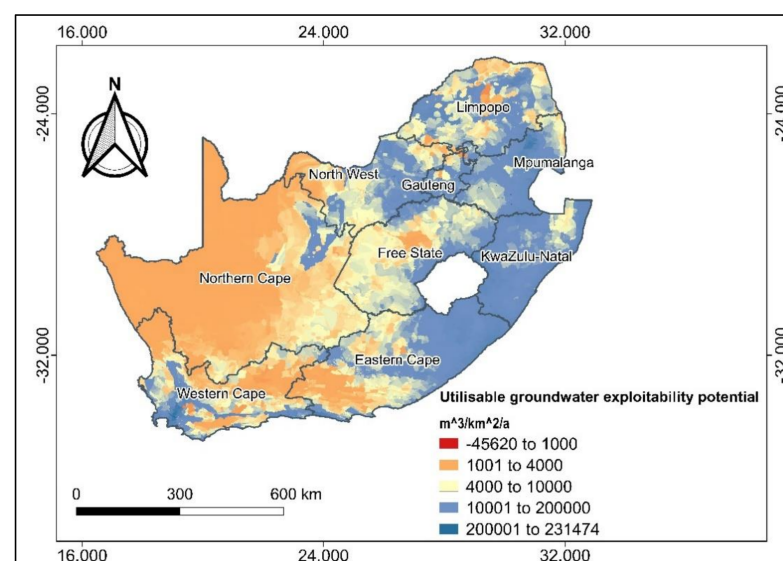 16.000 24.000 32.000
N
-24.000 -24.000
Limpopo
Mpumalanga
North West
Gauteng
Free State
KwaZulu-Natal
Northern Cape
-32.000 -32.000
Eastern Cape
Western Cape
Utilisable groundwater exploitability potential
m^3/km^2/a
-45620 to 1000
1001 to 4000
4000 to 10000
10001 to 200000
200001 to 231474
0 300 600 km
16.000 24.000 32.000